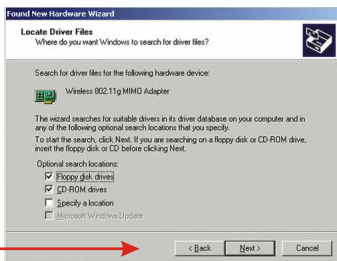 Found New Hardware Wizard
Locate Driver Files
Where do you want Windows to search for driver files?
Search for driver files for the following hardware device:
Wireless 802.11g MIMO Adapter
The wizard searches for suitable drivers in its driver database on your computer and in
any of the following optional search locations that you specify.
To start the search, click Next. If you are searching on a floppy disk or CD-ROM drive,
insert the floppy disk or CD before clicking Next.
Optional search locations:
Floppy disk drives
CD-ROM drives
Specify a location
Microsoft Windows Update
< Back Next > Cancel